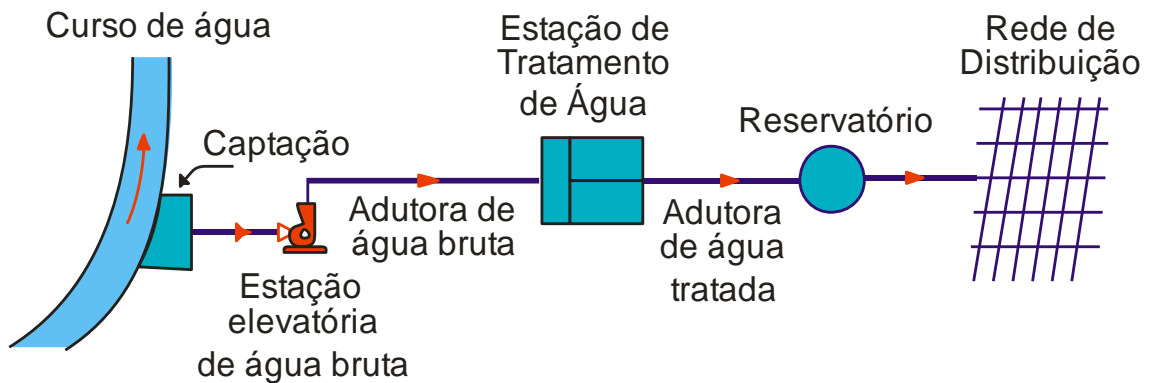 Curso de água
Captação
Estação
elevatória
de água bruta
Adutora de
água bruta
Estação de
Tratamento
de Água
Adutora
de água
tratada
Reservatório
Rede de
Distribuição